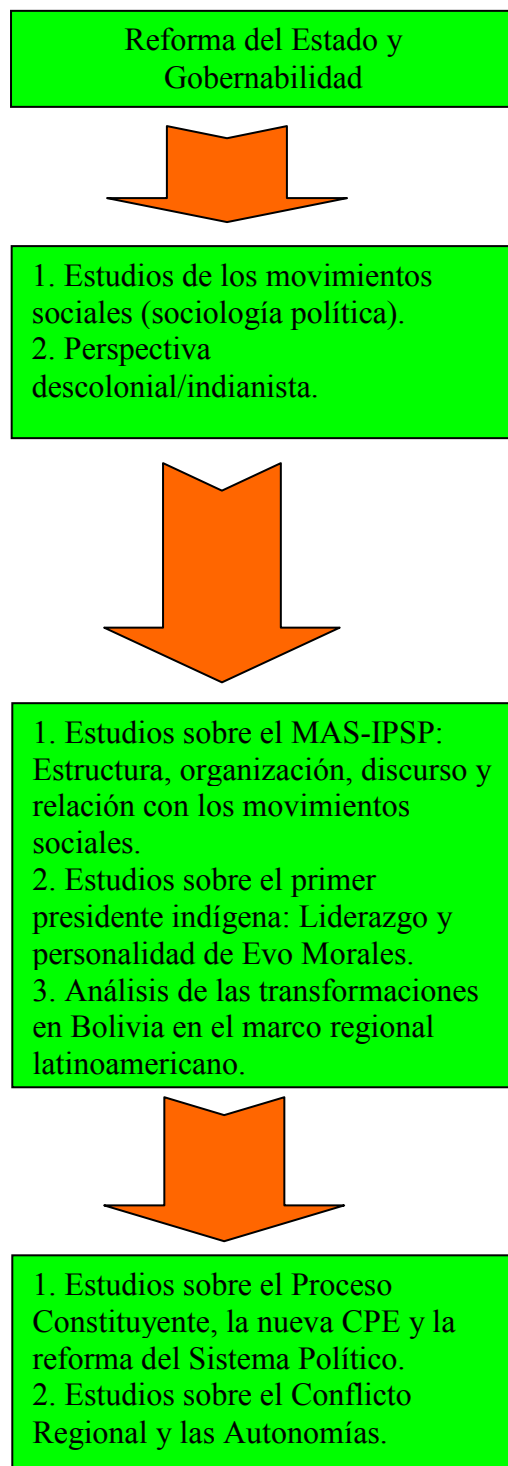 Reforma del Estado y
Gobernabilidad
1. Estudios de los movimientos
sociales (sociología política).
2. Perspectiva
descolonial/indianista.
1. Estudios sobre el MAS-IPSP:
Estructura, organización, discurso y
relación con los movimientos
sociales.
2. Estudios sobre el primer
presidente indígena: Liderazgo y
personalidad de Evo Morales.
3. Análisis de las transformaciones
en Bolivia en el marco regional
latinoamericano.
1. Estudios sobre el Proceso
Constituyente, la nueva CPE y la
reforma del Sistema Político.
2. Estudios sobre el Conflicto
Regional y las Autonomías.